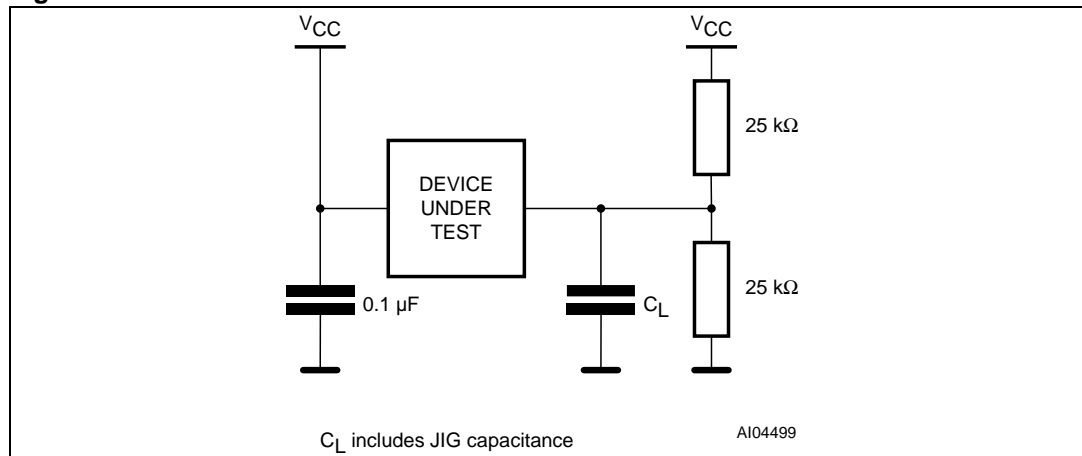 VCC
VCC
25 kΩ
DEVICE
UNDER
TEST
25 kΩ
0.1 µF
CL
CL includes JIG capacitance
AI04499